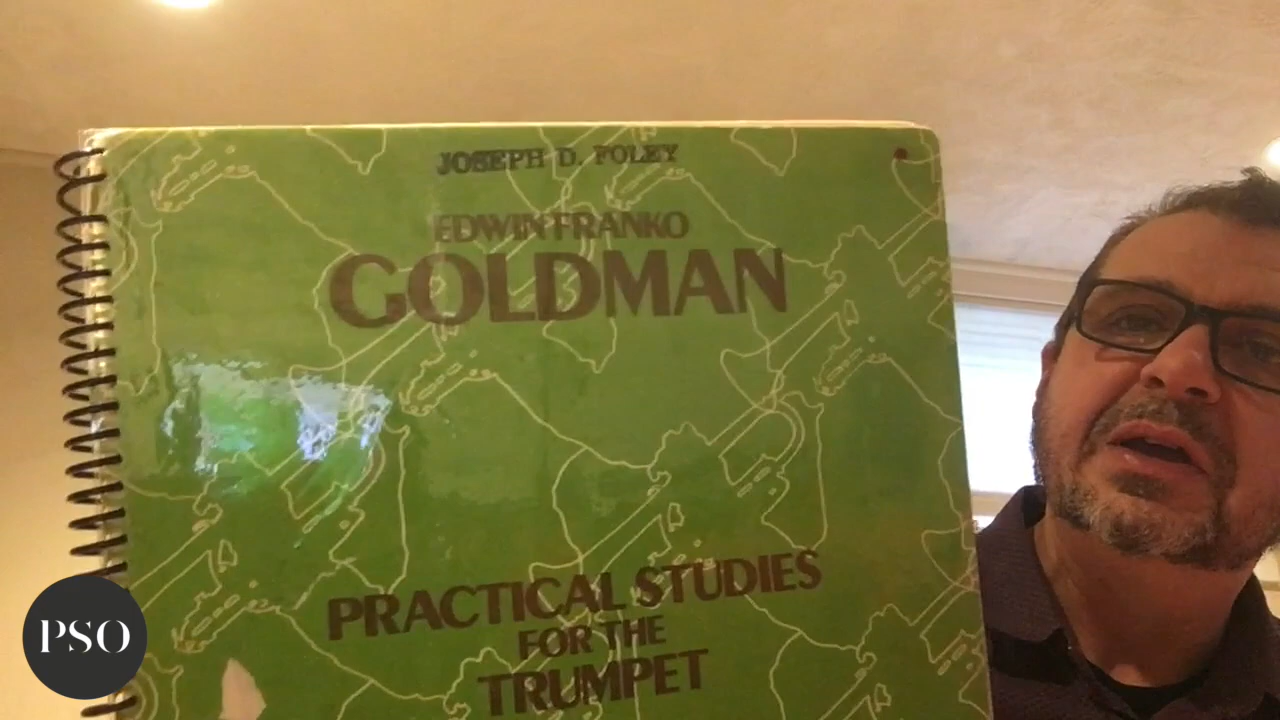 JOSEPH D. FOLEY
EDWIN FRANKO
GOLDMAN
PRACTICAL STUDIES
FOR THE
TRUMPET
PSO